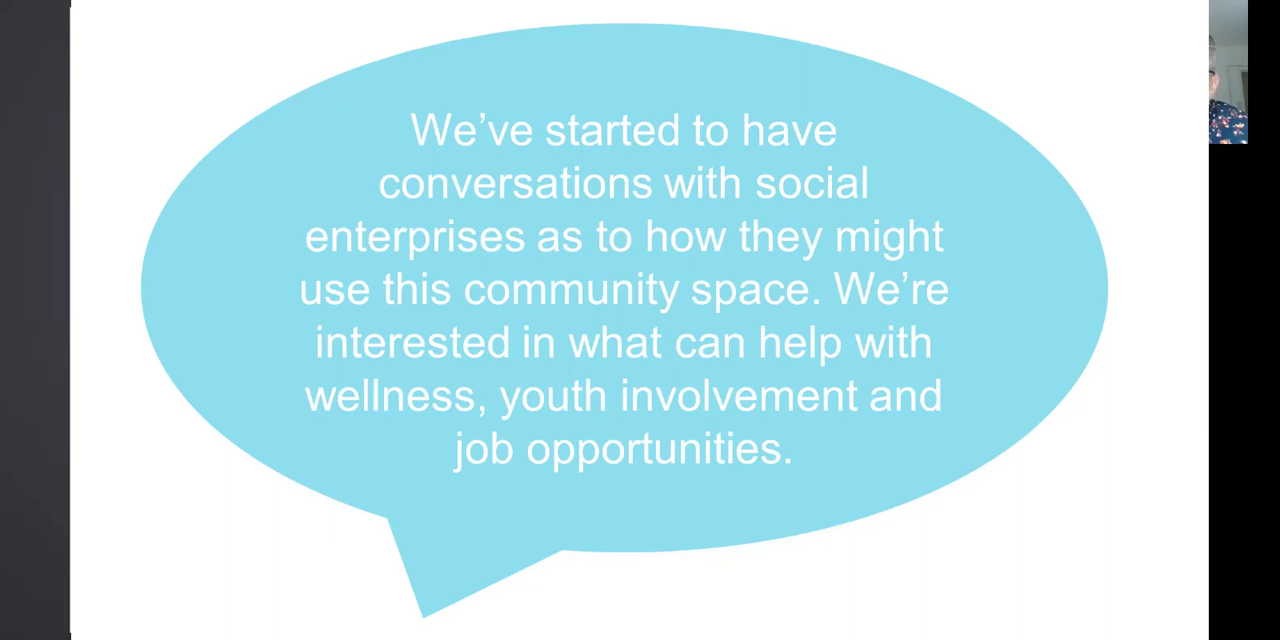 We’ve started to have
conversations with social
enterprises as to how they might
use this community space. We’re
interested in what can help with
wellness, youth involvement and
job opportunities.